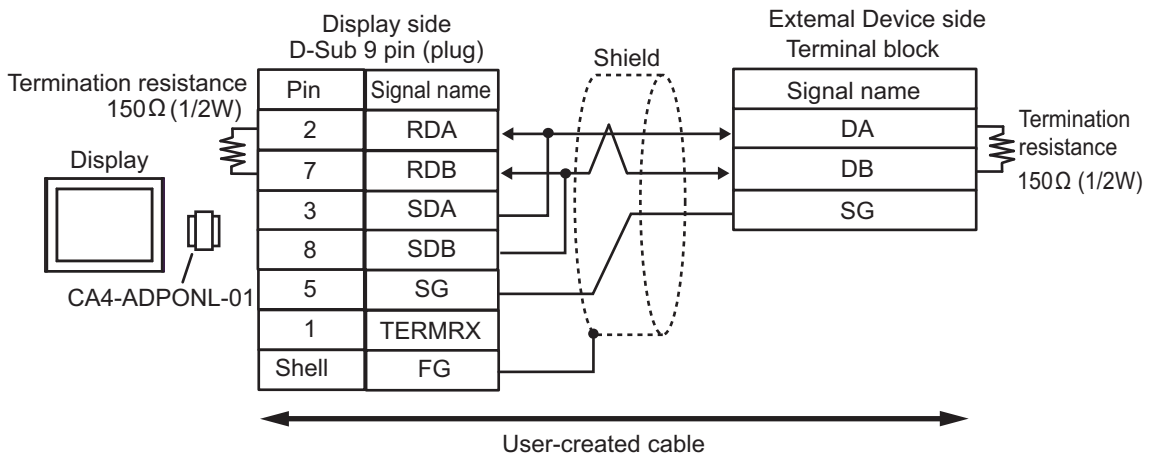 Display side
D-Sub 9 pin (plug)
External Device side
Terminal block
Shield
Termination resistance
150Ω (1/2W)
Pin Signal name
2 RDA
7 RDB
3 SDA
8 SDB
5 SG
1 TERMRX
Shell FG
Display
CA4-ADPONL-01
Signal name
DA
DB
SG
Termination
resistance
150Ω (1/2W)
User-created cable